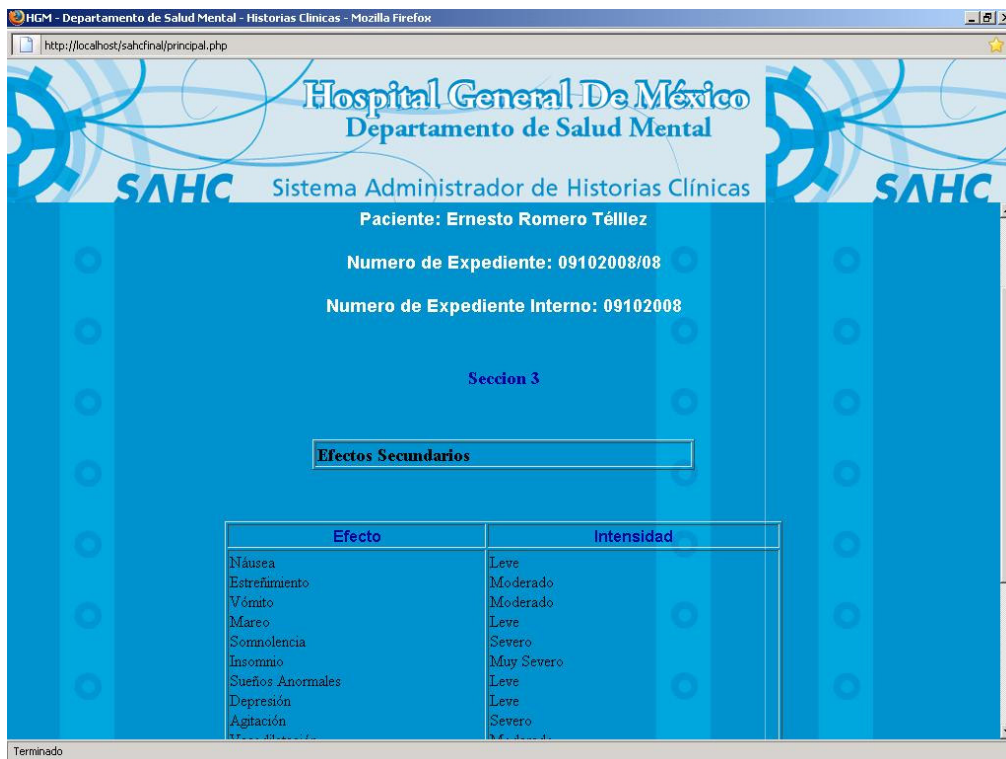 HGM - Departamento de Salud Mental - Historias Clinicas - Mozilla Firefox
http://localhost/sahcfinal/principal.php
Hospital General De México
Departamento de Salud Mental
SAHC Sistema Administrador de Historias Clínicas SAHC
Paciente: Ernesto Romero Télllez
Numero de Expediente: 09102008/08
Numero de Expediente Interno: 09102008
Seccion 3
Efectos Secundarios
Efecto Intensidad
Náusea Leve
Estreñimiento Moderado
Vómito Moderado
Mareo Leve
Somnolencia Severo
Insomnio Muy Severo
Sueños Anormales Leve
Depresión Leve
Agitación Severo
Terminado